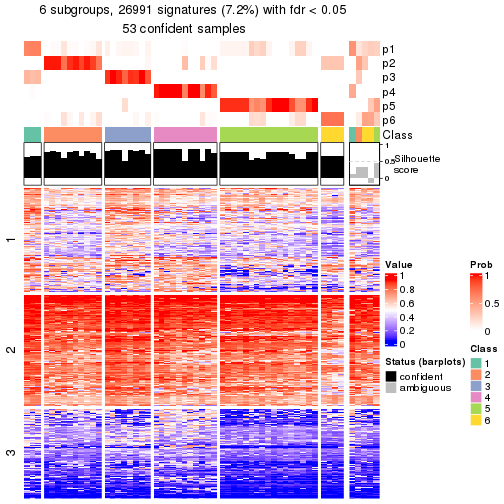 6 subgroups, 26991 signatures (7.2%) with fdr < 0.05
53 confident samples
p1
p2
p3
p4
p5
p6
Class
1
0.5
0
Silhouette
score
1
2
3
Value
1
0.8
0.6
0.4
0.2
0
Prob
1
0.5
0
Status (barplots)
confident
ambiguous
Class
1
2
3
4
5
6